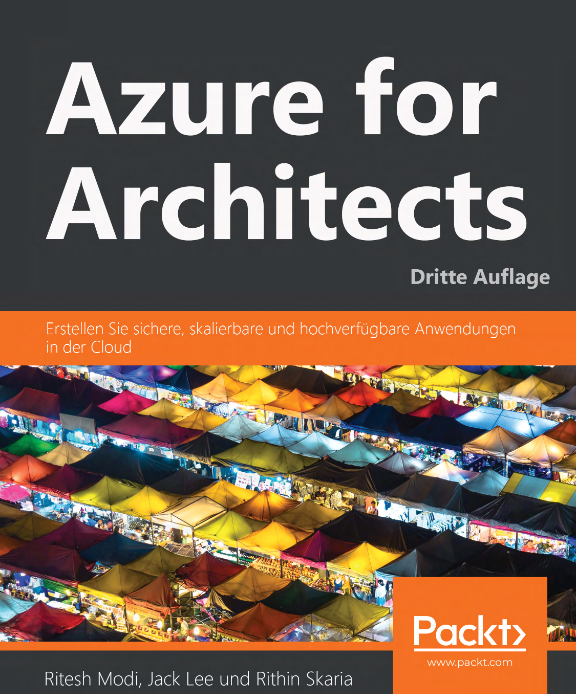 Azure for
Architects
Dritte Auflage
Erstellen Sie sichere, skalierbare und hochverfügbare Anwendungen
in der Cloud
Packt>
www.packt.com
Ritesh Modi, Jack Lee und Rithin Skaria